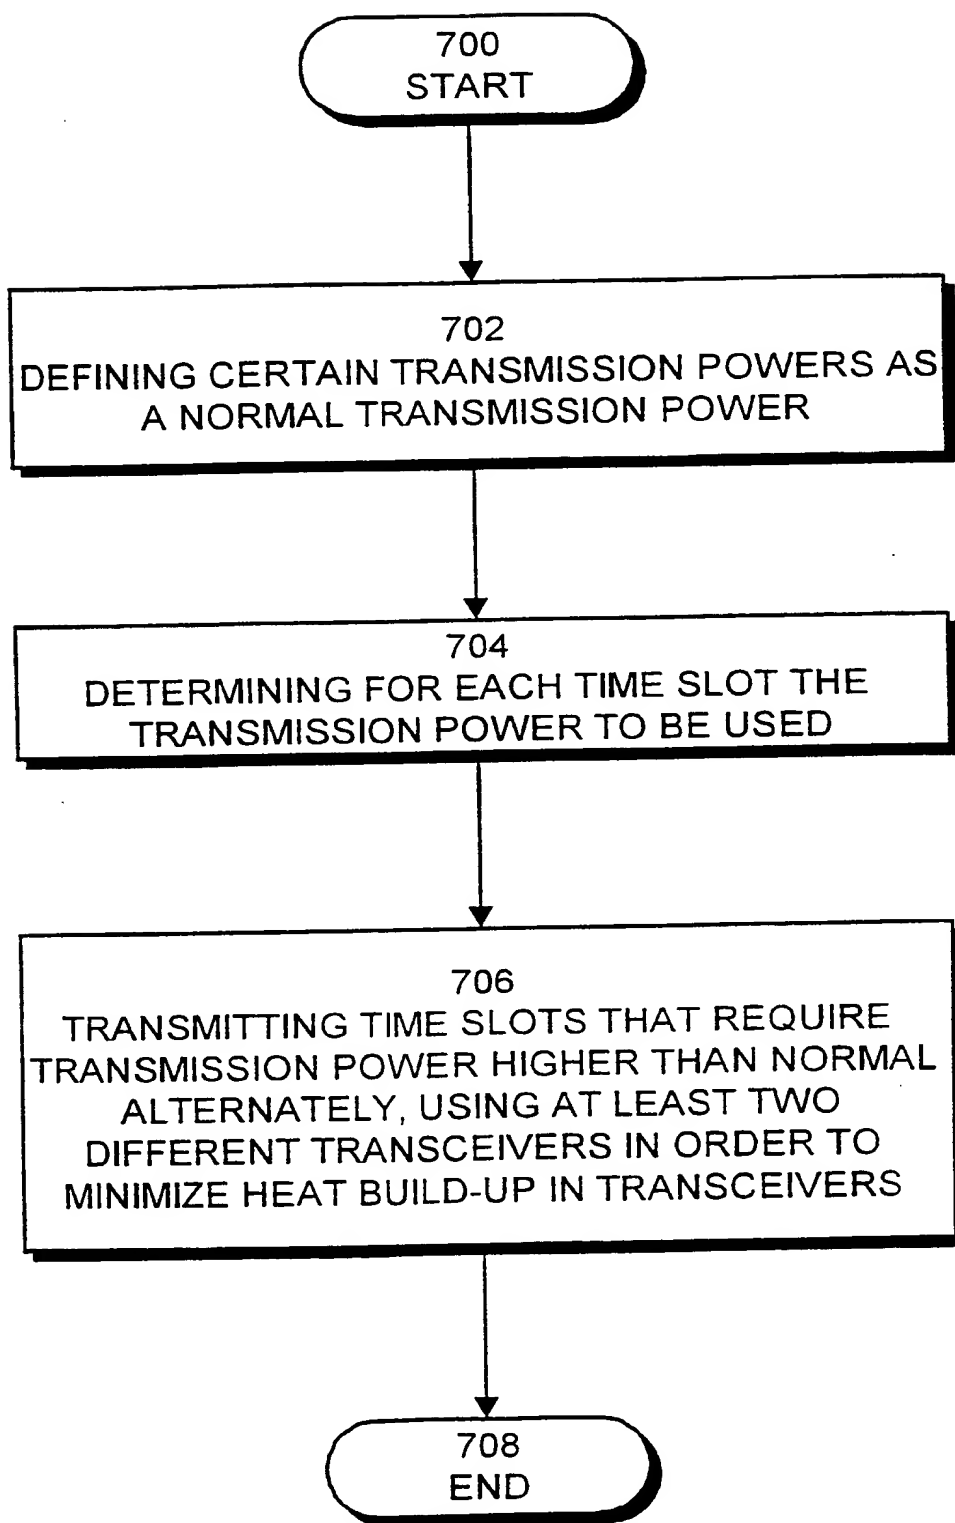 700
START
702
DEFINING CERTAIN TRANSMISSION POWERS AS
A NORMAL TRANSMISSION POWER
704
DETERMINING FOR EACH TIME SLOT THE
TRANSMISSION POWER TO BE USED
706
TRANSMITTING TIME SLOTS THAT REQUIRE
TRANSMISSION POWER HIGHER THAN NORMAL
ALTERNATELY, USING AT LEAST TWO
DIFFERENT TRANSCEIVERS IN ORDER TO
MINIMIZE HEAT BUILD-UP IN TRANSCEIVERS
708
END